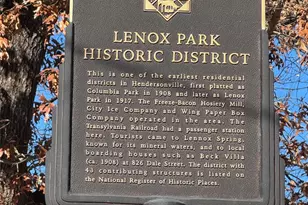 LENOX PARK
HISTORIC DISTRICT
This is one of the earliest residential
districts in Hendersonville, first platted as
Columbia Park in 1908 and later as Lenox
Park in 1917. The Freeze-Bacon Hosiery Mill,
City Ice Company and Wing Paper Box
Company operated in the area. The
Transylvania Railroad had a passenger station
here. Tourists came to Lennox Spring,
known for its mineral waters, and to local
boarding houses such as Beck Villa
(ca. 1908) at 826 Dale Street. The district with
43 contributing structures is listed on
the National Register of Historic Places.